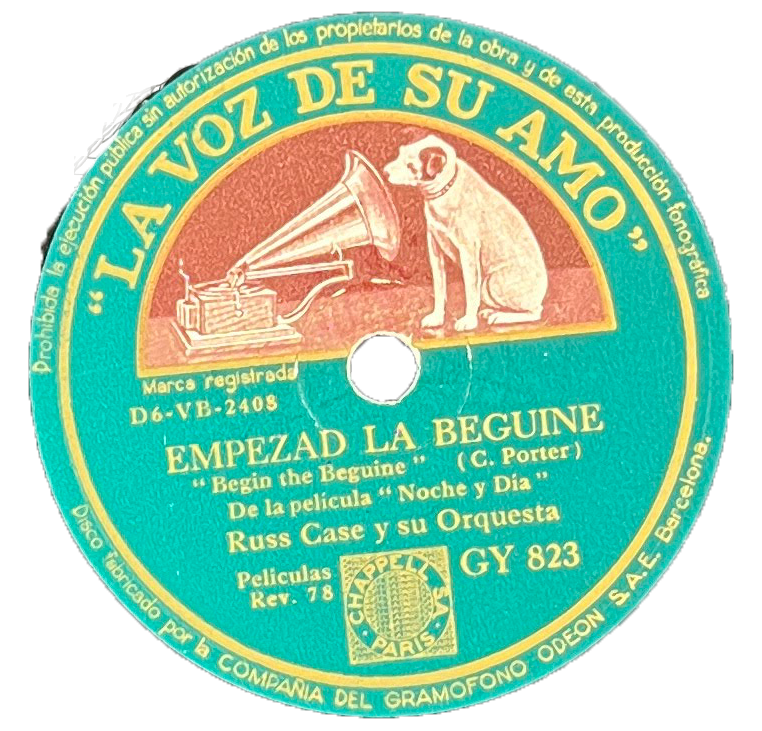 Prohibida la ejecución pública sin autorización de los propietarios de la obra y de esta producción fonográfica
“LA VOZ DE SU AMO”
Marca registrada
D6-VB-2408
EMPEZAD LA BEGUINE
“Begin the Beguine” (C. Porter)
De la película “Noche y Día”
Russ Case y su Orquesta
Películas
Rev. 78
CHAPPELL S.A.
· PARIS ·
GY 823
Disco fabricado por la COMPAÑIA DEL GRAMOFONO ODEON S.A.E. Barcelona.